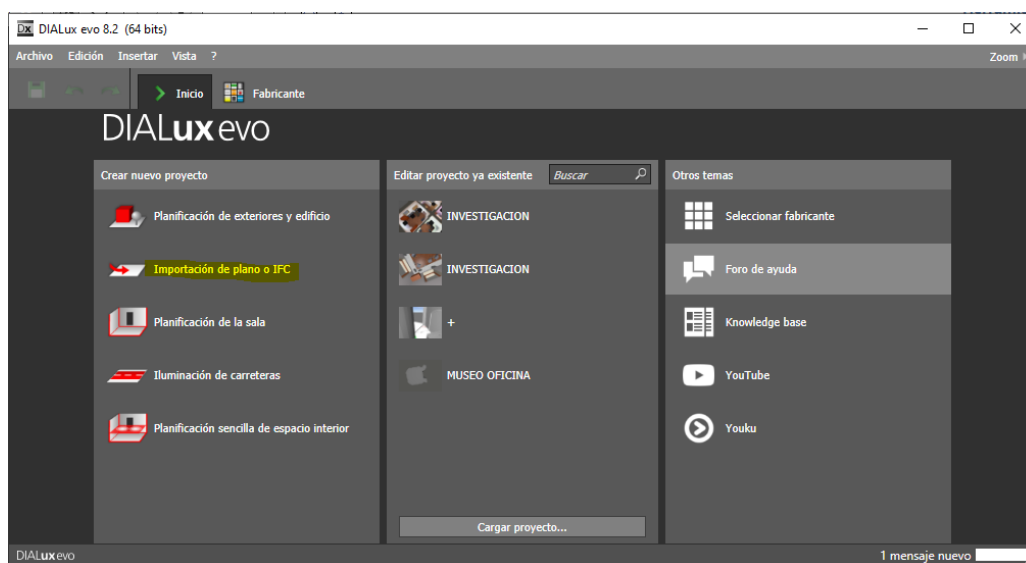 DIALux evo 8.2 (64 bits)
Archivo Edición Insertar Vista ?
Zoom
Inicio
Fabricante
DIALux evo
Crear nuevo proyecto
Planificación de exteriores y edificio
Importación de plano o IFC
Planificación de la sala
Iluminación de carreteras
Planificación sencilla de espacio interior
Editar proyecto ya existente
Buscar
INVESTIGACION
INVESTIGACION
+
MUSEO OFICINA
Cargar proyecto...
Otros temas
Seleccionar fabricante
Foro de ayuda
Knowledge base
YouTube
Youku
DIALux evo
1 mensaje nuevo